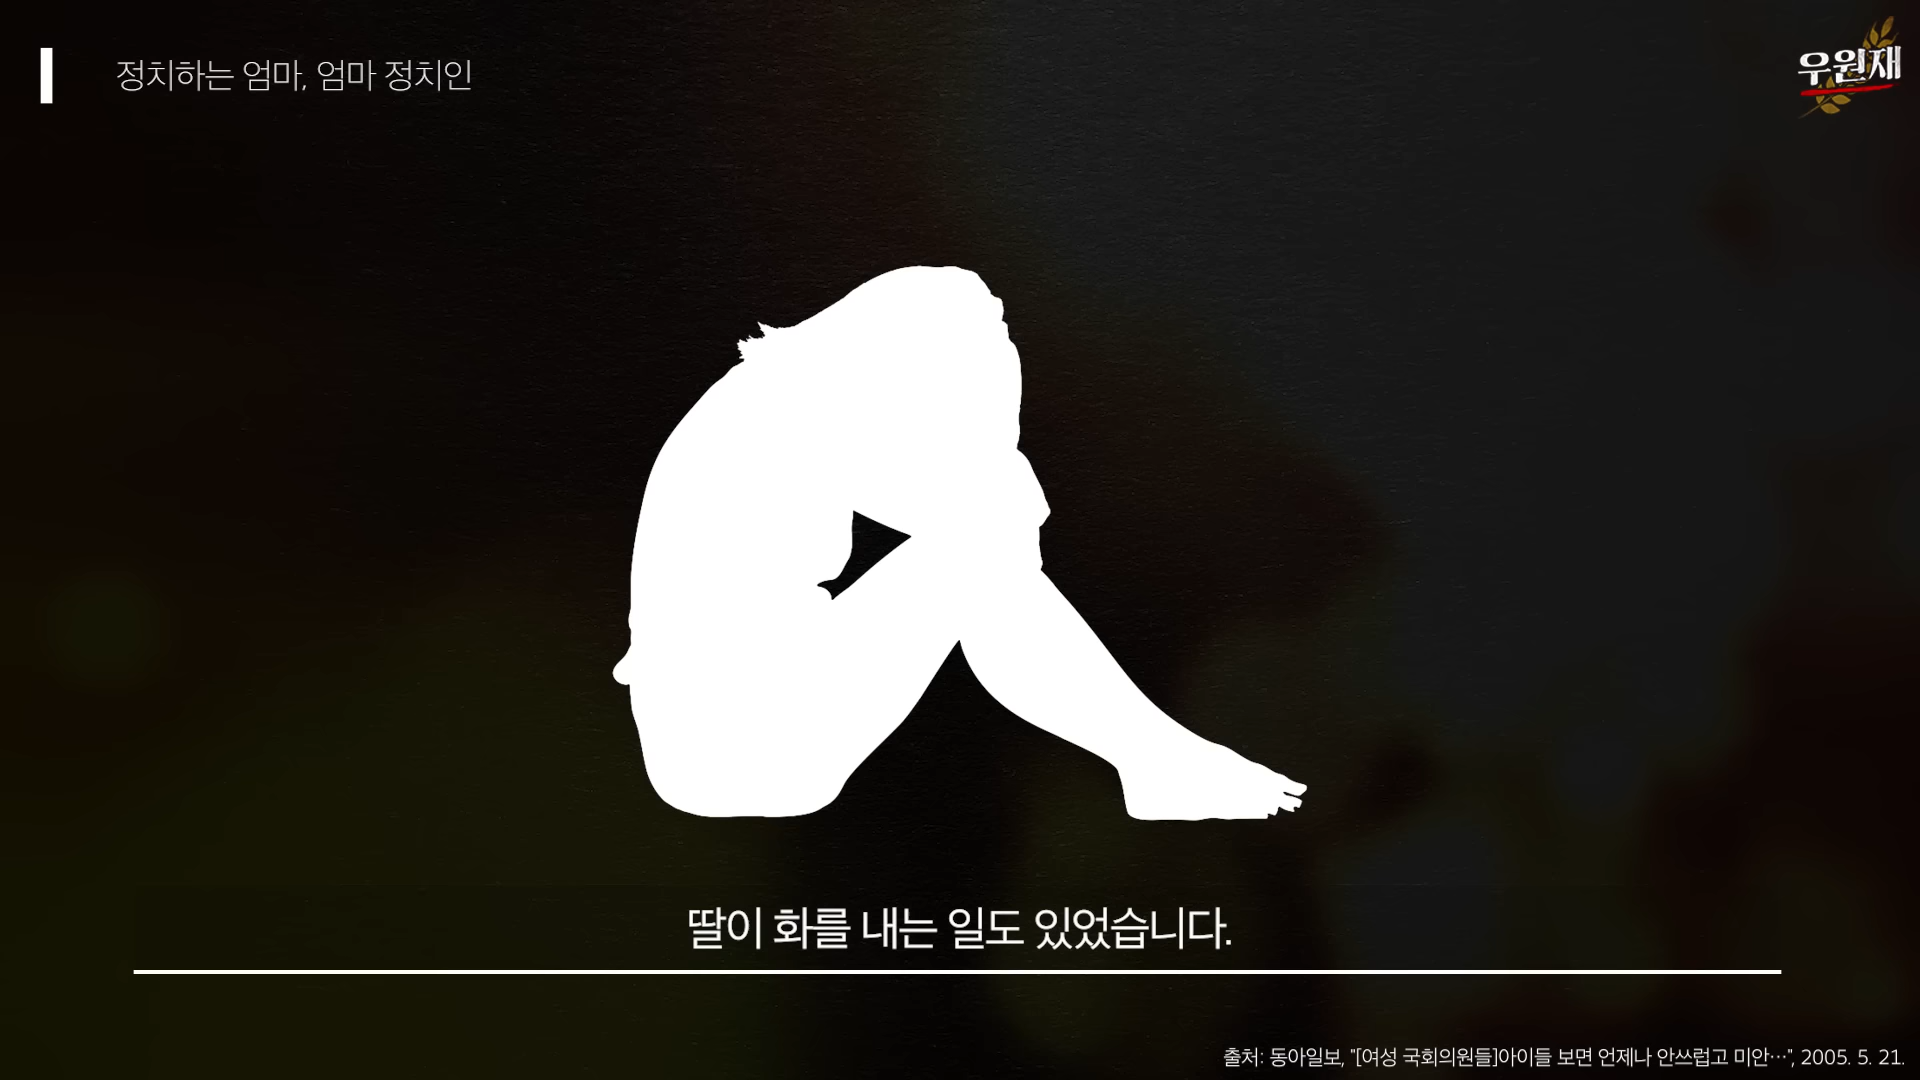 정치하는 엄마, 엄마 정치인
우원재
딸이 화를 내는 일도 있었습니다.
출처: 동아일보, "[여성 국회의원들]아이들 보면 언제나 안쓰럽고 미안…", 2005. 5. 21.